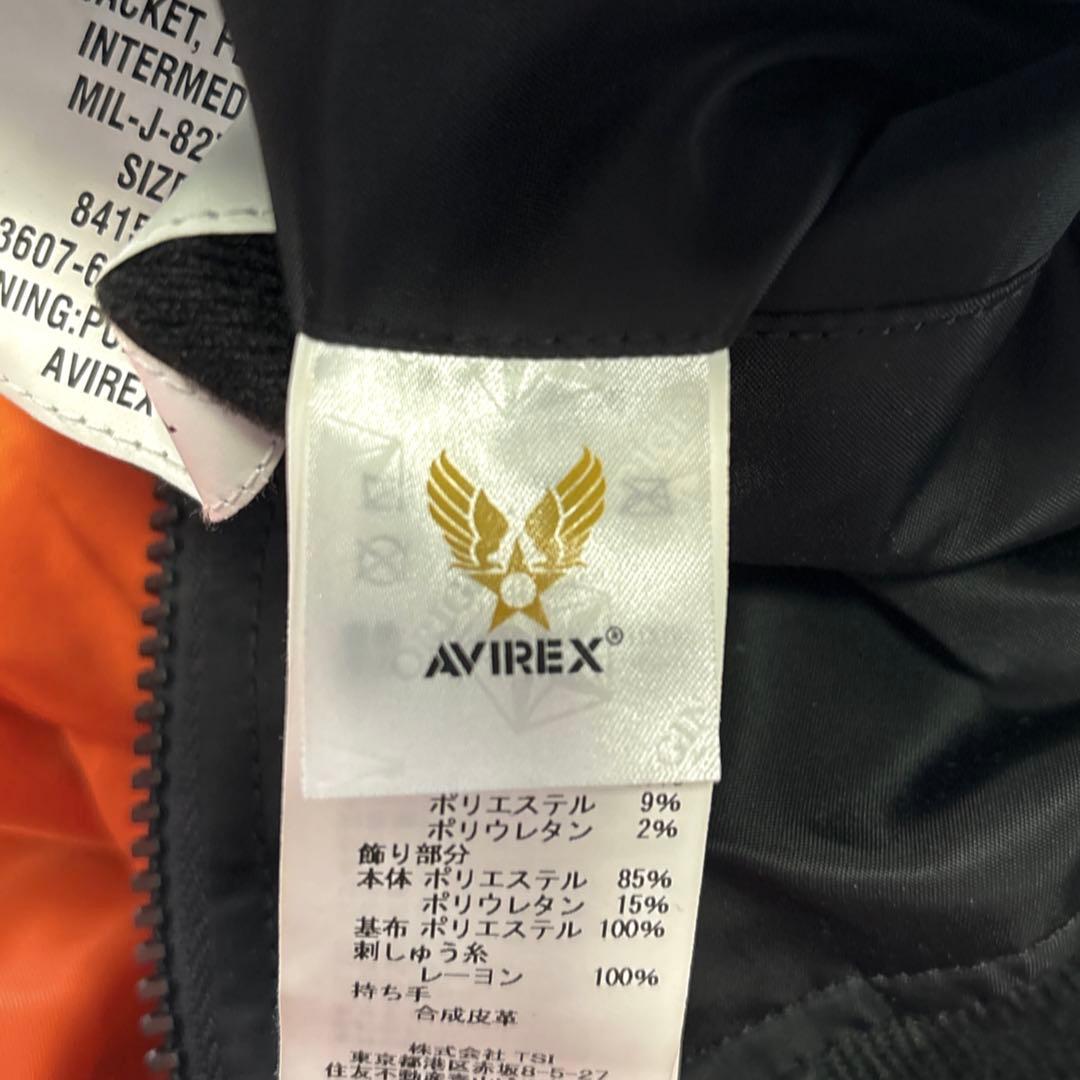 JACKET,
INTERMED
MIL-J-82
SIZE
8415
3607-6
NING:PO
AVIREX
AVIREX®
ポリエステル 9%
ポリウレタン 2%
飾り部分
本体 ポリエステル 85%
ポリウレタン 15%
基布 ポリエステル 100%
刺しゅう糸
レーヨン 100%
持ち手
合成皮革
株式会社 TSI
東京都港区赤坂8-5-27
住友不動産青山